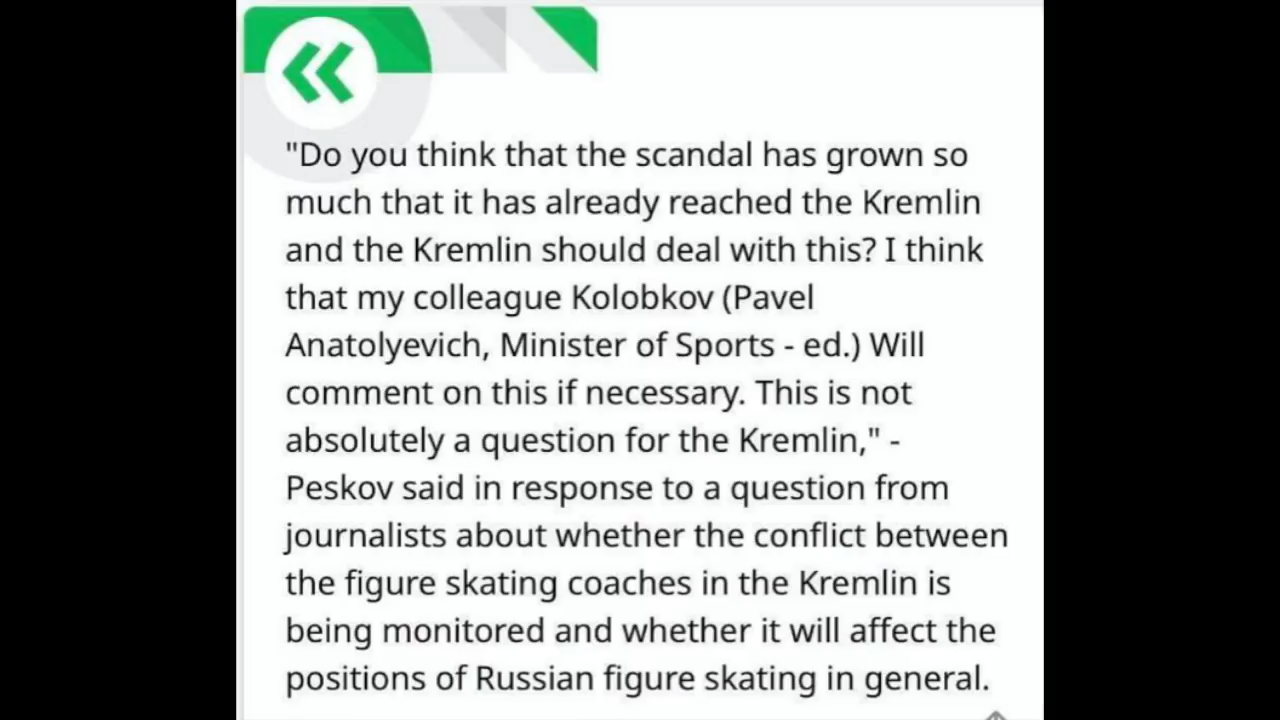 "Do you think that the scandal has grown so
much that it has already reached the Kremlin
and the Kremlin should deal with this? I think
that my colleague Kolobkov (Pavel
Anatolyevich, Minister of Sports - ed.) Will
comment on this if necessary. This is not
absolutely a question for the Kremlin," -
Peskov said in response to a question from
journalists about whether the conflict between
the figure skating coaches in the Kremlin is
being monitored and whether it will affect the
positions of Russian figure skating in general.